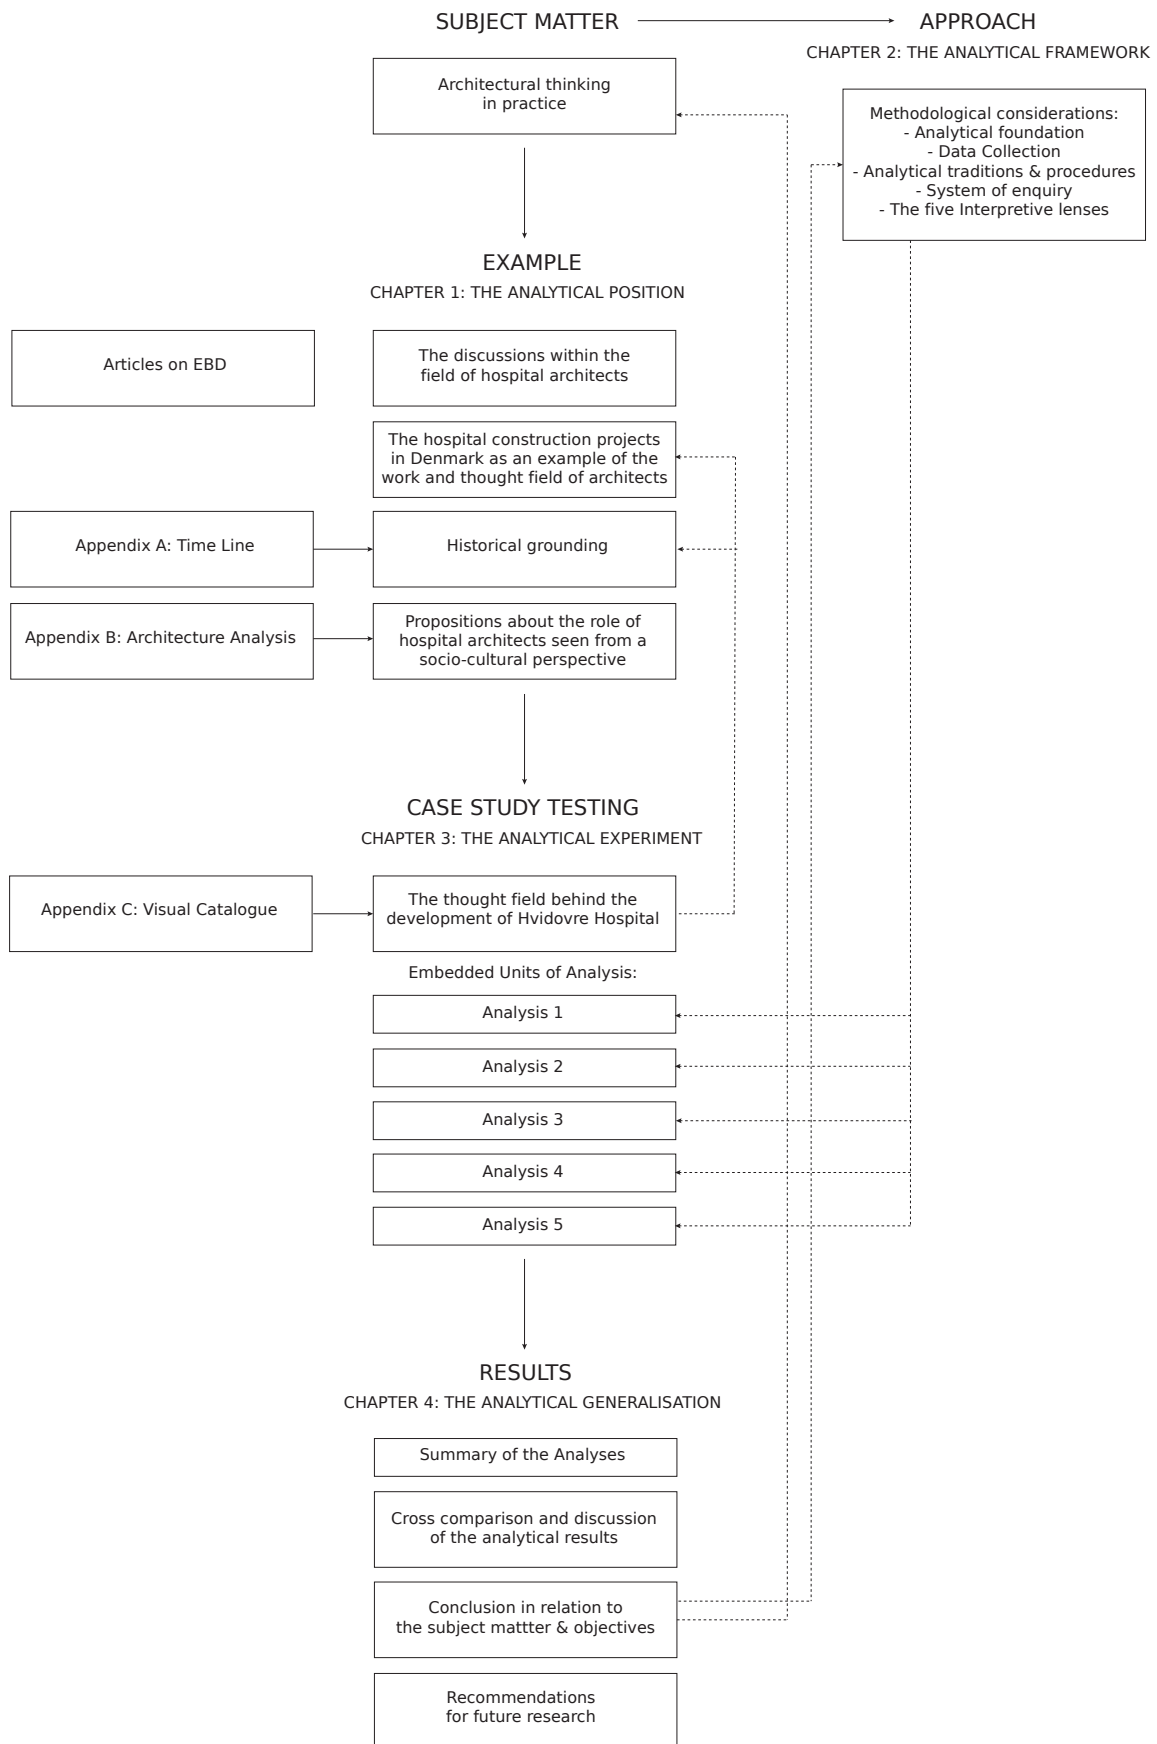 SUBJECT MATTER
APPROACH
CHAPTER 2: THE ANALYTICAL FRAMEWORK
Architectural thinking
in practice
Methodological considerations:
- Analytical foundation
- Data Collection
- Analytical traditions & procedures
- System of enquiry
- The five Interpretive lenses
EXAMPLE
CHAPTER 1: THE ANALYTICAL POSITION
Articles on EBD
The discussions within the
field of hospital architects
The hospital construction projects
in Denmark as an example of the
work and thought field of architects
Appendix A: Time Line
Historical grounding
Appendix B: Architecture Analysis
Propositions about the role of
hospital architects seen from a
socio-cultural perspective
CASE STUDY TESTING
CHAPTER 3: THE ANALYTICAL EXPERIMENT
Appendix C: Visual Catalogue
The thought field behind the
development of Hvidovre Hospital
Embedded Units of Analysis:
Analysis 1
Analysis 2
Analysis 3
Analysis 4
Analysis 5
RESULTS
CHAPTER 4: THE ANALYTICAL GENERALISATION
Summary of the Analyses
Cross comparison and discussion
of the analytical results
Conclusion in relation to
the subject mattter & objectives
Recommendations
for future research